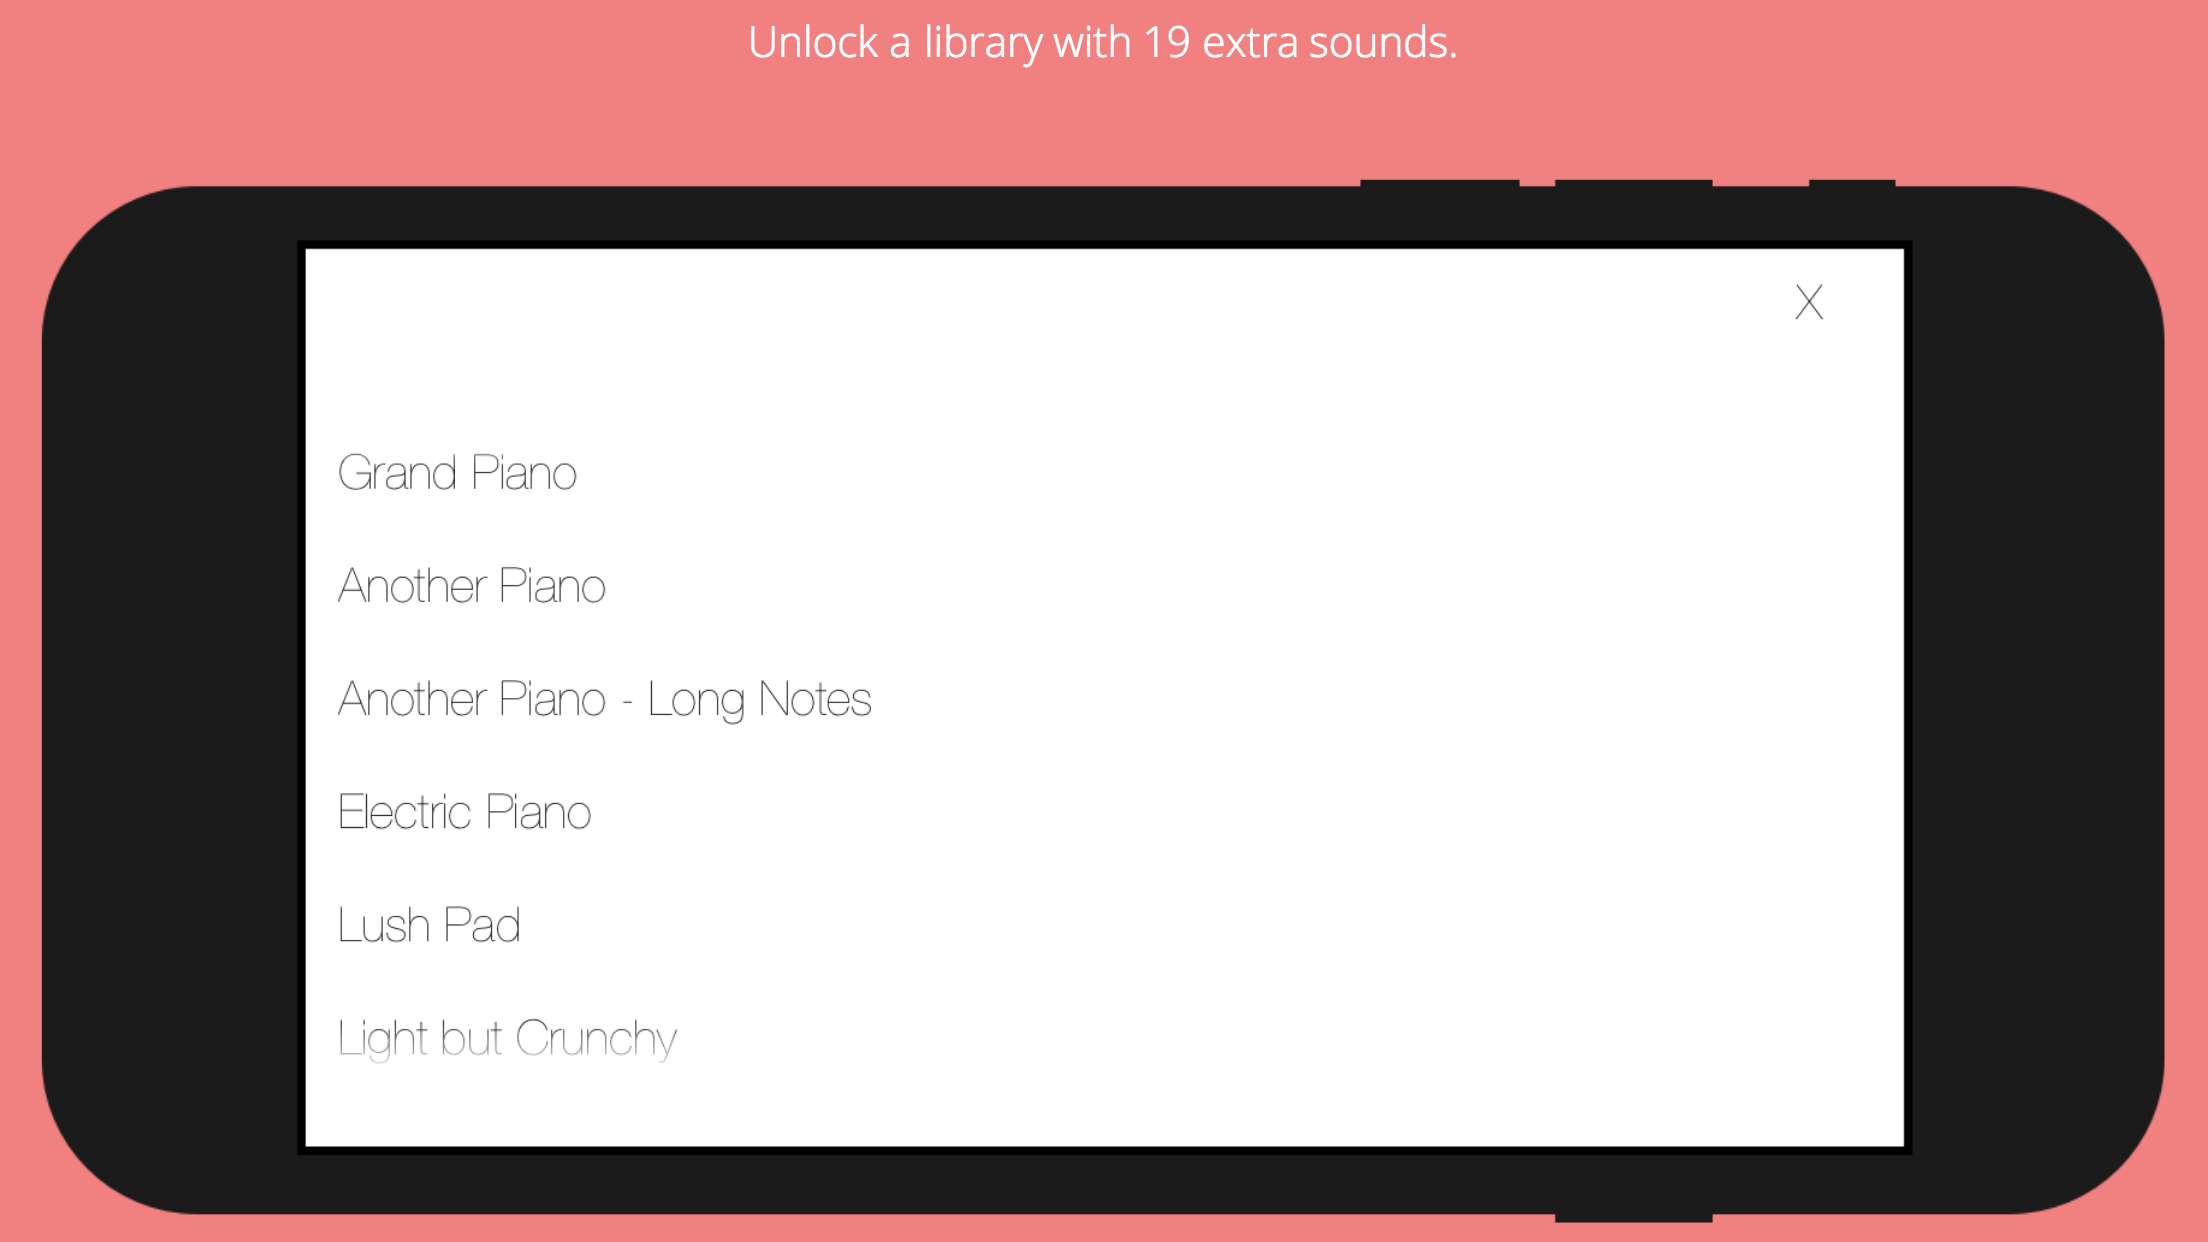 Unlock a library with 19 extra sounds.
X
Grand Piano
Another Piano
Another Piano - Long Notes
Electric Piano
Lush Pad
Light but Crunchy